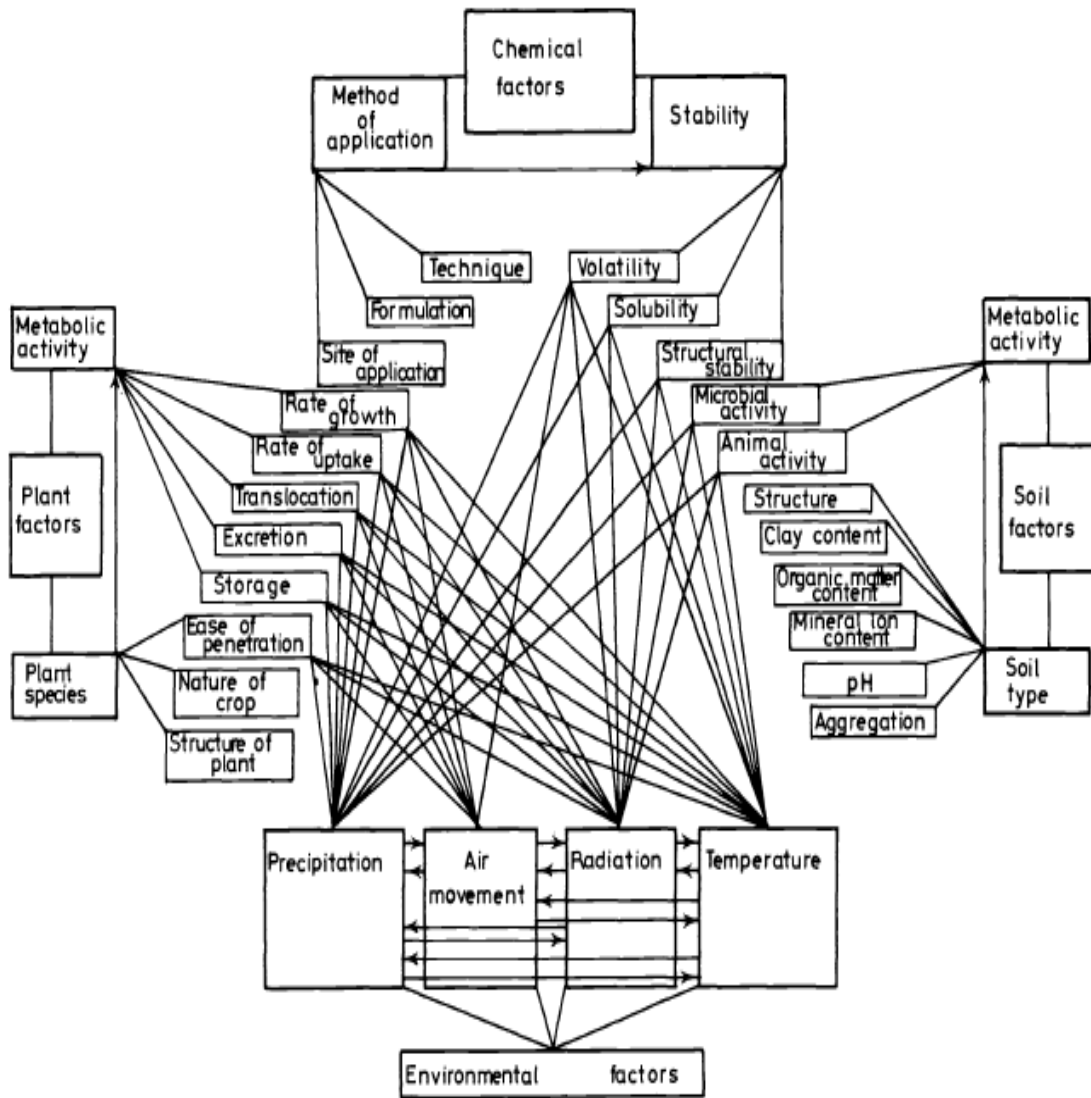 Chemical
factors
Method
of
application
Stability
Technique
Volatility
Formulation
Solubility
Metabolic
activity
Site of
application
Structural
stability
Metabolic
activity
Rate of
growth
Microbial
activity
Rate of
uptake
Animal
activity
Plant
factors
Translocation
Structure
Soil
factors
Excretion
Clay content
Storage
Organic matter
content
Ease of
penetration
Mineral ion
content
Plant
species
Nature of
crop
pH
Soil
type
Structure of
plant
Aggregation
Precipitation
Air
movement
Radiation
Temperature
Environmental factors